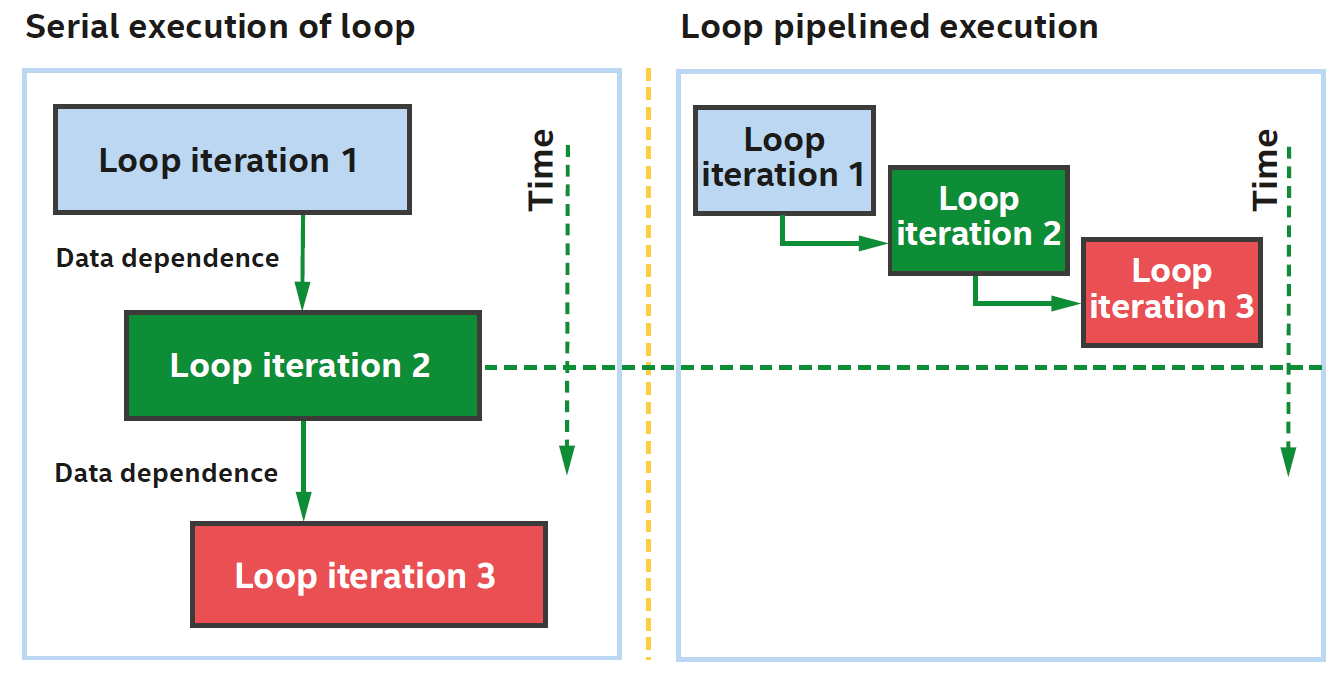 Serial execution of loop
Loop iteration 1
Data dependence
Loop iteration 2
Data dependence
Loop iteration 3
Time
Loop pipelined execution
Loop
iteration 1
Loop
iteration 2
Loop
iteration 3
Time